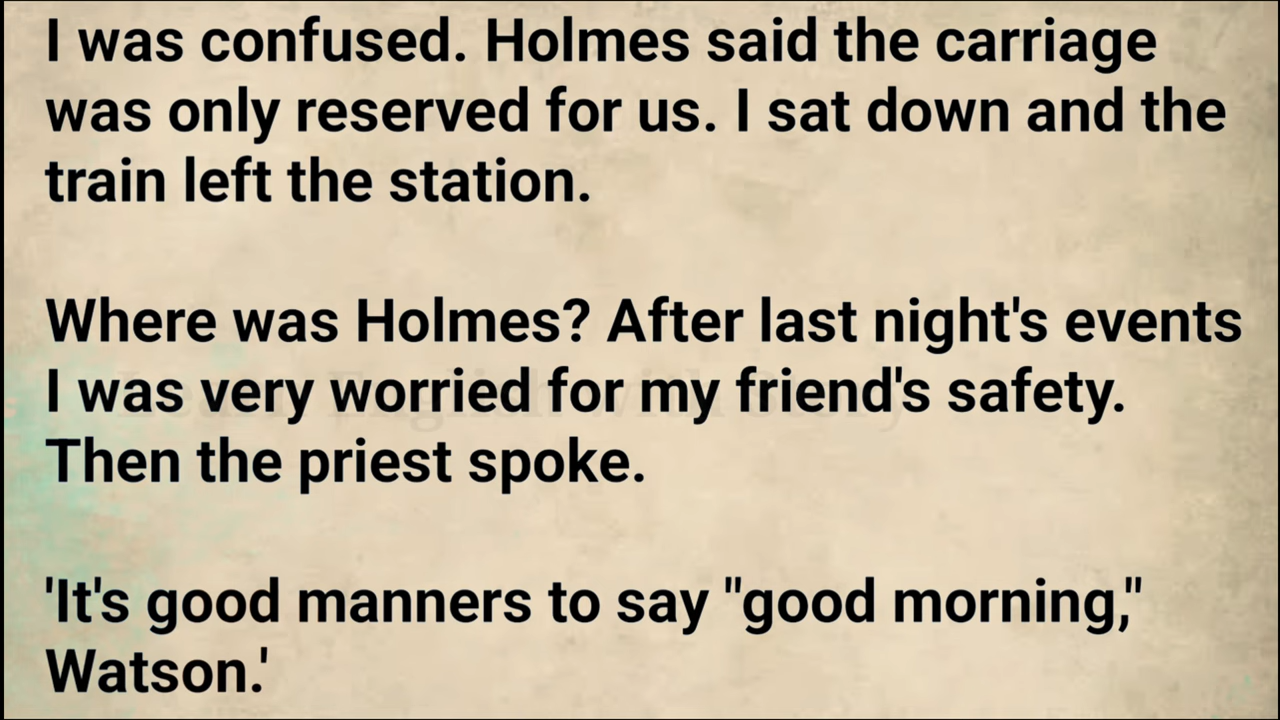 I was confused. Holmes said the carriage
was only reserved for us. I sat down and the
train left the station.
Where was Holmes? After last night's events
I was very worried for my friend's safety.
Then the priest spoke.
'It's good manners to say "good morning,"
Watson.'